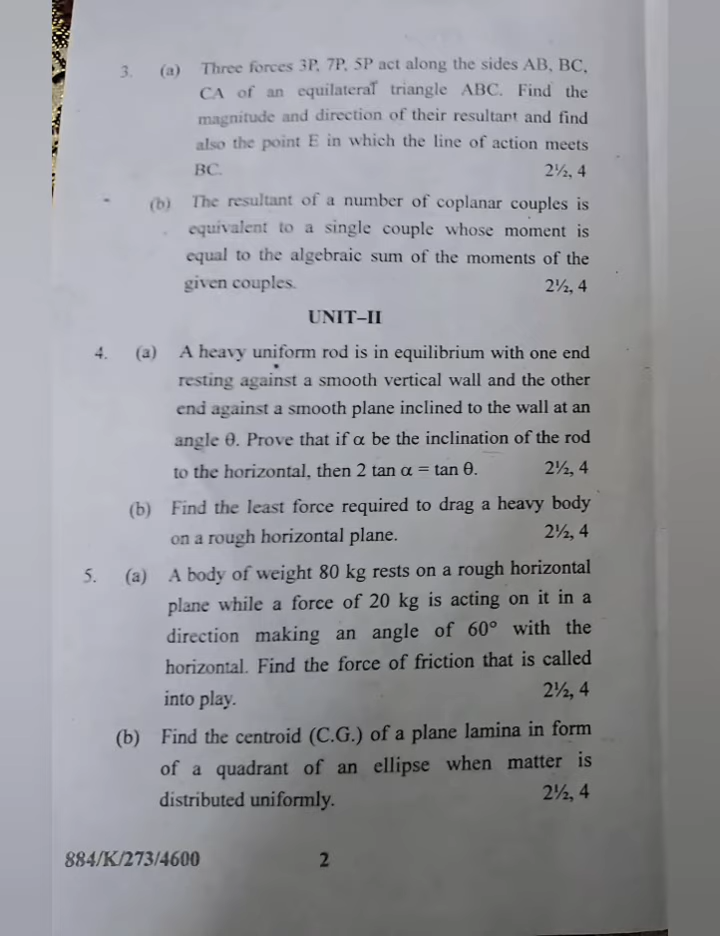 3. (a) Three forces 3P, 7P, 5P act along the sides AB, BC,
CA of an equilateral triangle ABC. Find the
magnitude and direction of their resultant and find
also the point E in which the line of action meets
BC. 2½, 4
(b) The resultant of a number of coplanar couples is
equivalent to a single couple whose moment is
equal to the algebraic sum of the moments of the
given couples. 2½, 4
UNIT–II
4. (a) A heavy uniform rod is in equilibrium with one end
resting against a smooth vertical wall and the other
end against a smooth plane inclined to the wall at an
angle θ. Prove that if α be the inclination of the rod
to the horizontal, then 2 tan α = tan θ. 2½, 4
(b) Find the least force required to drag a heavy body
on a rough horizontal plane. 2½, 4
5. (a) A body of weight 80 kg rests on a rough horizontal
plane while a force of 20 kg is acting on it in a
direction making an angle of 60° with the
horizontal. Find the force of friction that is called
into play. 2½, 4
(b) Find the centroid (C.G.) of a plane lamina in form
of a quadrant of an ellipse when matter is
distributed uniformly. 2½, 4
884/K/273/4600 2